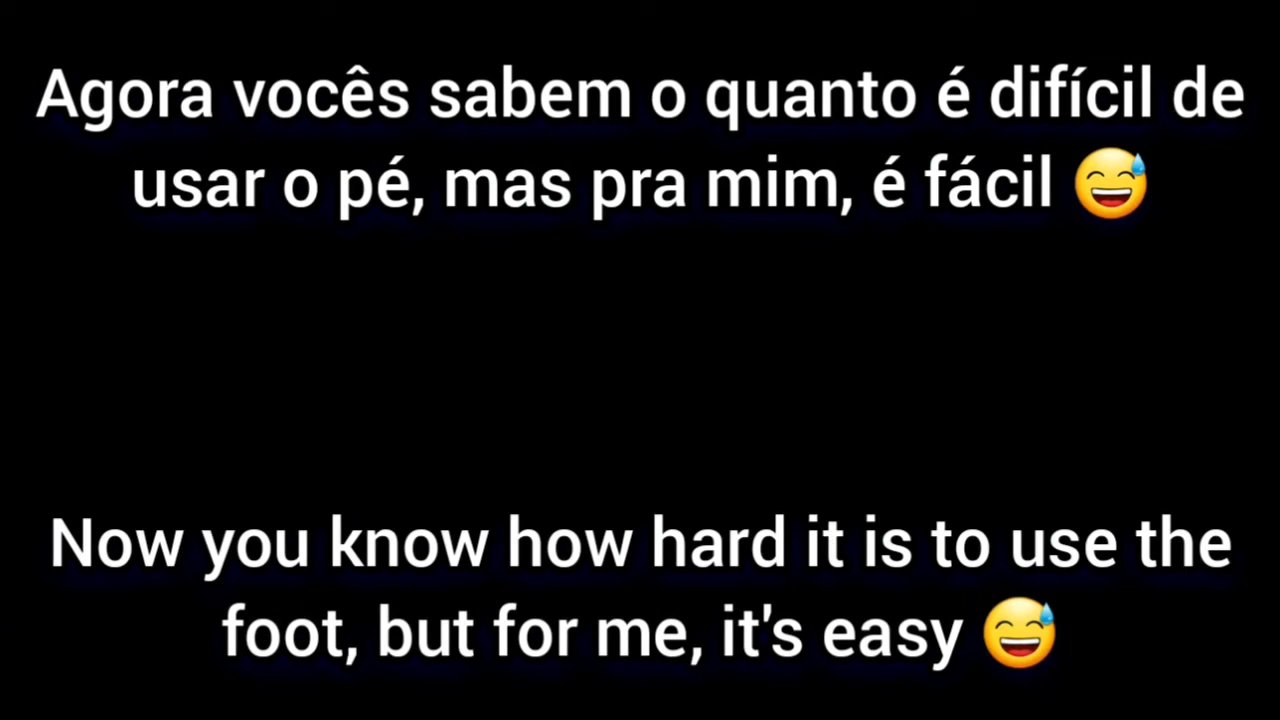 Agora vocês sabem o quanto é difícil de
usar o pé, mas pra mim, é fácil 😅
Now you know how hard it is to use the
foot, but for me, it's easy 😅